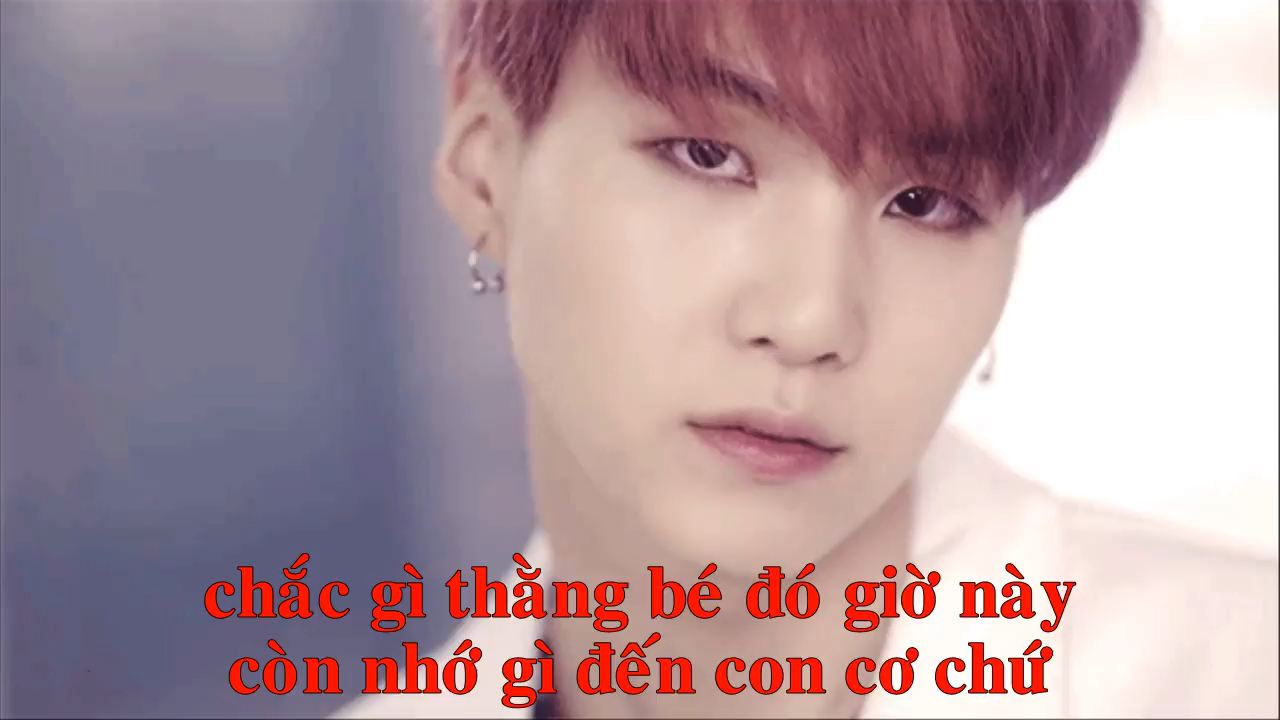 chắc gì thằng bé đó giờ này
còn nhớ gì đến con cơ chứ